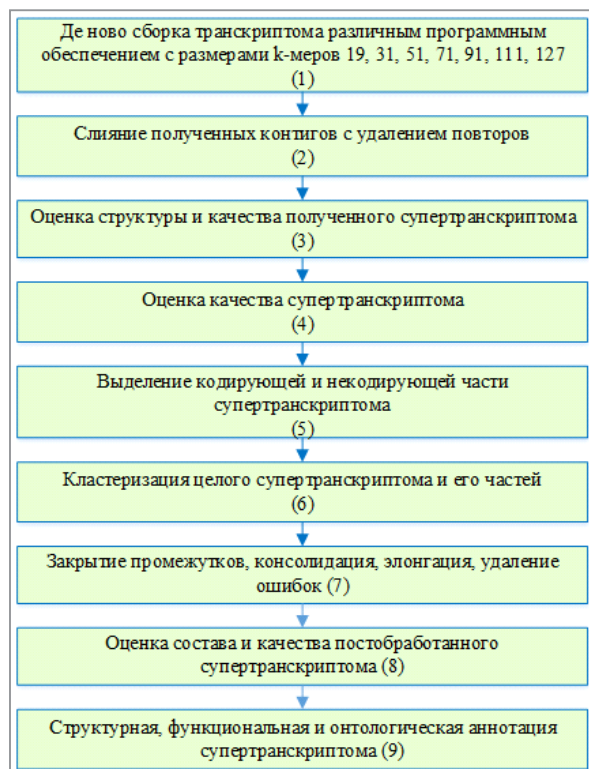 Де ново сборка транскриптома различным программным
обеспечением с размерами k-меров 19, 31, 51, 71, 91, 111, 127
(1)
Слияние полученных контигов с удалением повторов
(2)
Оценка структуры и качества полученного супертранскриптома
(3)
Оценка качества супертранскриптома
(4)
Выделение кодирующей и некодирующей части
супертранскриптома
(5)
Кластеризация целого супертранскриптома и его частей
(6)
Закрытие промежутков, консолидация, элонгация, удаление
ошибок (7)
Оценка состава и качества постобработанного
супертранскриптома (8)
Структурная, функциональная и онтологическая аннотация
супертранскриптома (9)